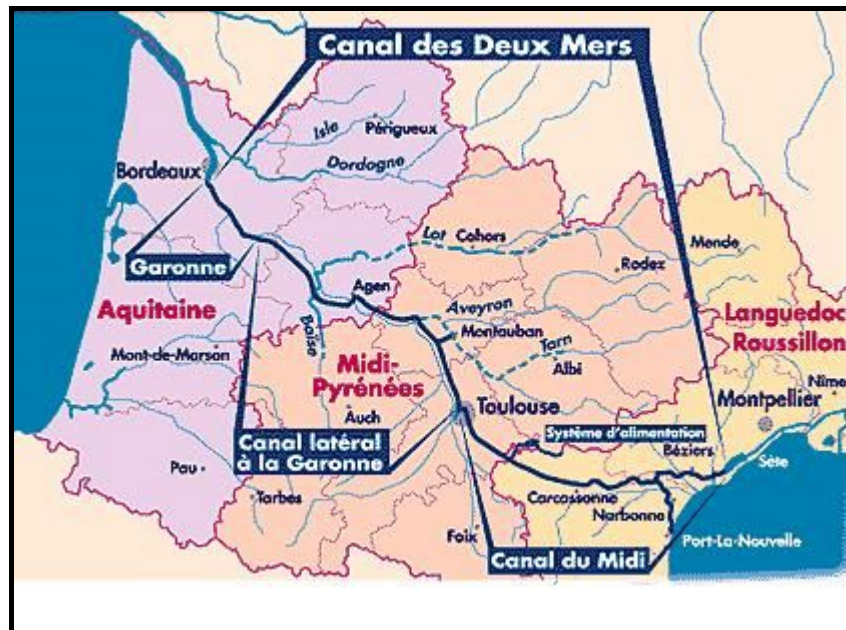 Canal des Deux Mers
Isle
Périgueux
Bordeaux
Dordogne
Lot
Cahors
Mende
Garonne
Rodez
Agen
Aveyron
Aquitaine
Baïse
Montauban
Languedoc
Roussillon
Mont-de-Marsan
Tarn
Midi-
Pyrénées
Albi
Nîme
Montpellier
Auch
Toulouse
Canal latéral
à la Garonne
Système d'alimentation
Béziers
Sète
Pau
Tarbes
Carcassonne
Narbonne
Foix
Port-La-Nouvelle
Canal du Midi